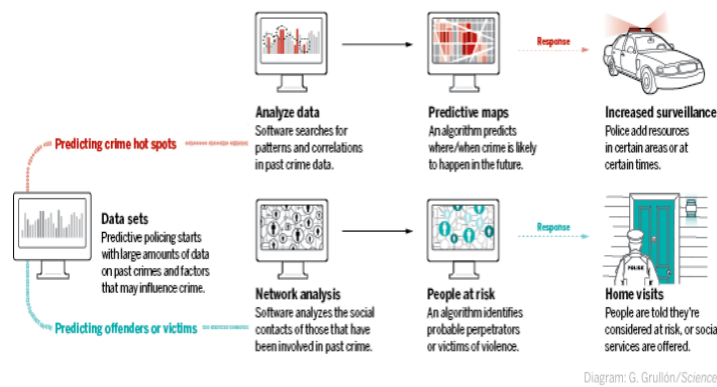 Response
Response
Analyze data
Software searches for
patterns and correlations
in past crime data.
Predictive maps
An algorithm predicts
where/when crime is likely
to happen in the future.
Increased surveillance
Police add resources
in certain areas or at
certain times.
Predicting crime hot spots
Data sets
Predictive policing starts
with large amounts of data
on past crimes and factors
that may influence crime.
Predicting offenders or victims
POLICE
Network analysis
Software analyzes the social
contacts of those that have
been involved in past crime.
People at risk
An algorithm identifies
probable perpetrators
or victims of violence.
Home visits
People are told they're
considered at risk, or social
services are offered.
Diagram: G. Grullón/Science